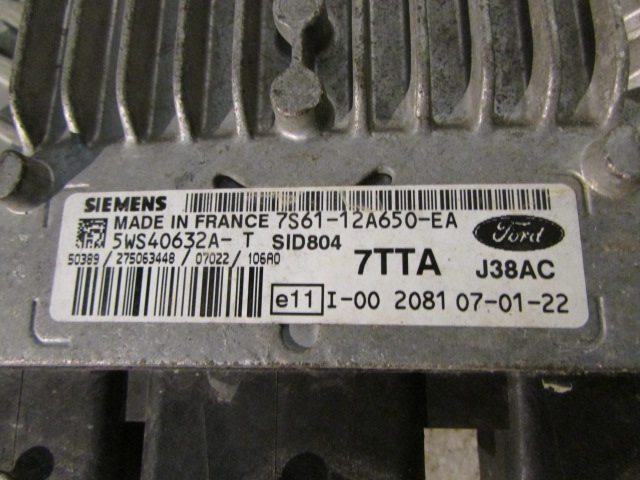 SIEMENS
MADE IN FRANCE 7S61-12A650-EA
5WS40632A-T SID804
Ford
50389 / 275063448 / 07022 / 106A0
7TTA J38AC
e11 I-00 2081 07-01-22